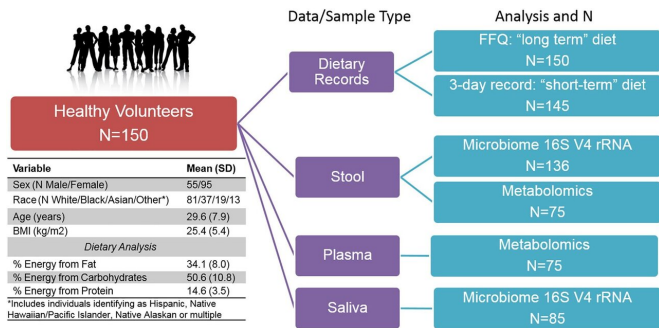 Data/Sample Type
Analysis and N
Healthy Volunteers
N=150
Variable Mean (SD)
Sex (N Male/Female) 55/95
Race (N White/Black/Asian/Other*) 81/37/19/13
Age (years) 29.6 (7.9)
BMI (kg/m2) 25.4 (5.4)
Dietary Analysis
% Energy from Fat 34.1 (8.0)
% Energy from Carbohydrates 50.6 (10.8)
% Energy from Protein 14.6 (3.5)
*Includes individuals identifying as Hispanic, Native
Hawaiian/Pacific Islander, Native Alaskan or multiple
Dietary
Records
FFQ: “long term” diet
N=150
3-day record: “short-term” diet
N=145
Stool
Microbiome 16S V4 rRNA
N=136
Metabolomics
N=75
Plasma
Metabolomics
N=75
Saliva
Microbiome 16S V4 rRNA
N=85